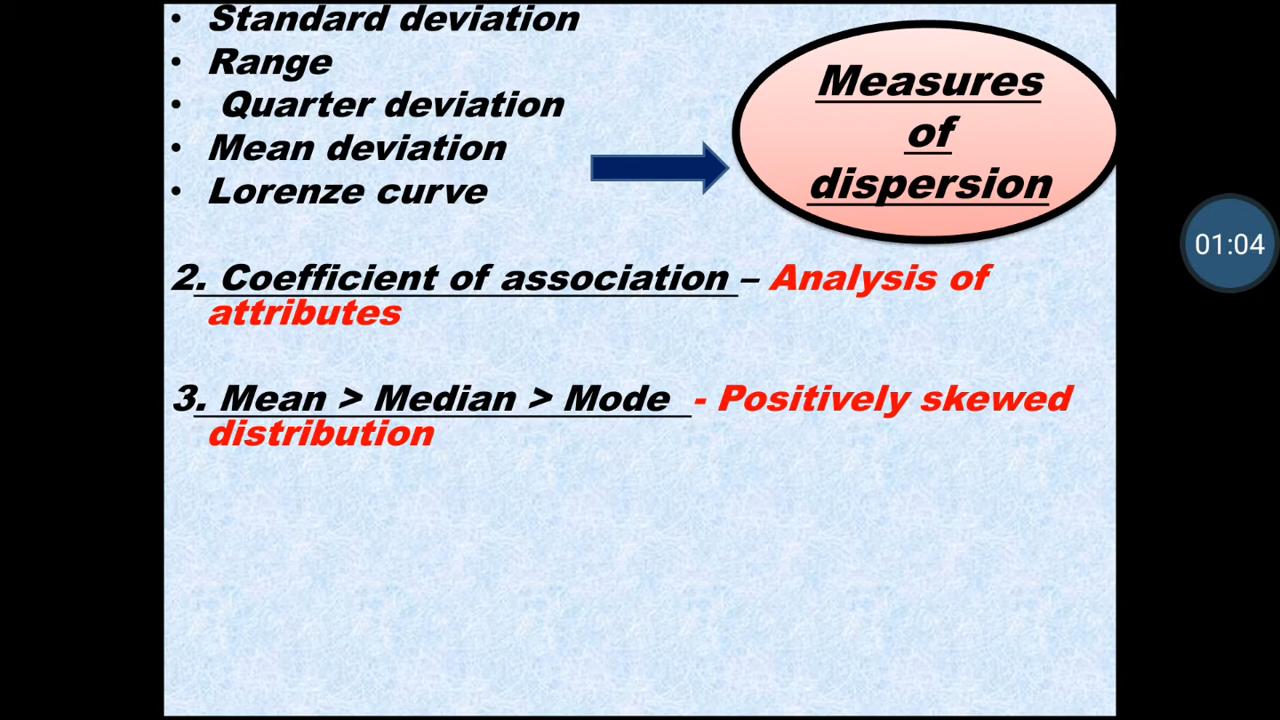 • Standard deviation
• Range
• Quarter deviation
• Mean deviation
• Lorenze curve
Measures
of
dispersion
01:04
2. Coefficient of association – Analysis of
attributes
3. Mean > Median > Mode - Positively skewed
distribution